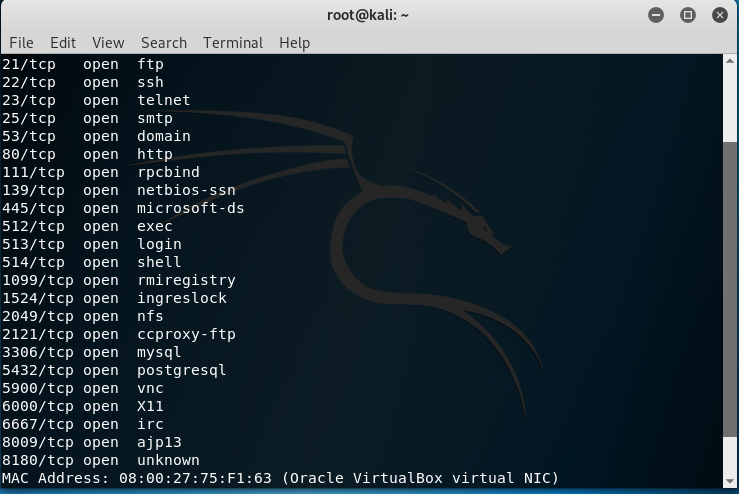 root@kali: ~
File Edit View Search Terminal Help
21/tcp open ftp
22/tcp open ssh
23/tcp open telnet
25/tcp open smtp
53/tcp open domain
80/tcp open http
111/tcp open rpcbind
139/tcp open netbios-ssn
445/tcp open microsoft-ds
512/tcp open exec
513/tcp open login
514/tcp open shell
1099/tcp open rmiregistry
1524/tcp open ingreslock
2049/tcp open nfs
2121/tcp open ccproxy-ftp
3306/tcp open mysql
5432/tcp open postgresql
5900/tcp open vnc
6000/tcp open X11
6667/tcp open irc
8009/tcp open ajp13
8180/tcp open unknown
MAC Address: 08:00:27:75:F1:63 (Oracle VirtualBox virtual NIC)